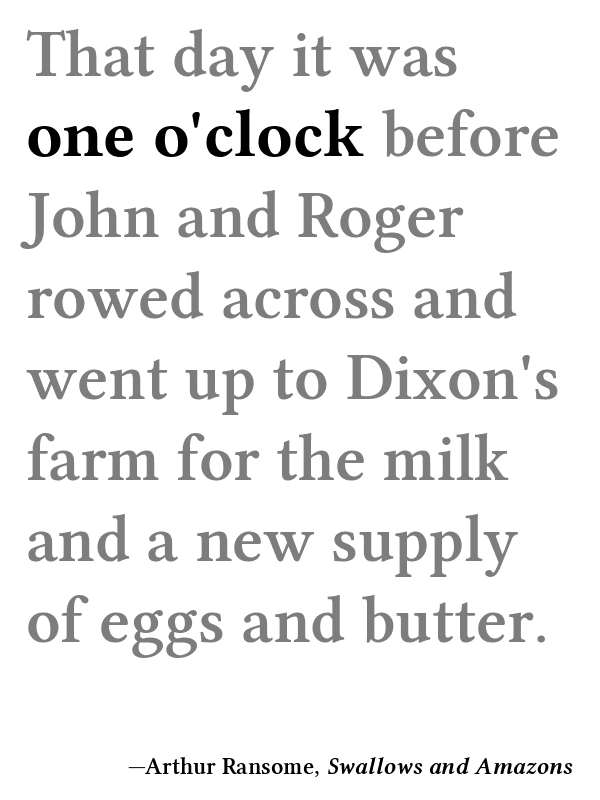 That day it was
one o'clock before
John and Roger
rowed across and
went up to Dixon's
farm for the milk
and a new supply
of eggs and butter.
—Arthur Ransome, Swallows and Amazons